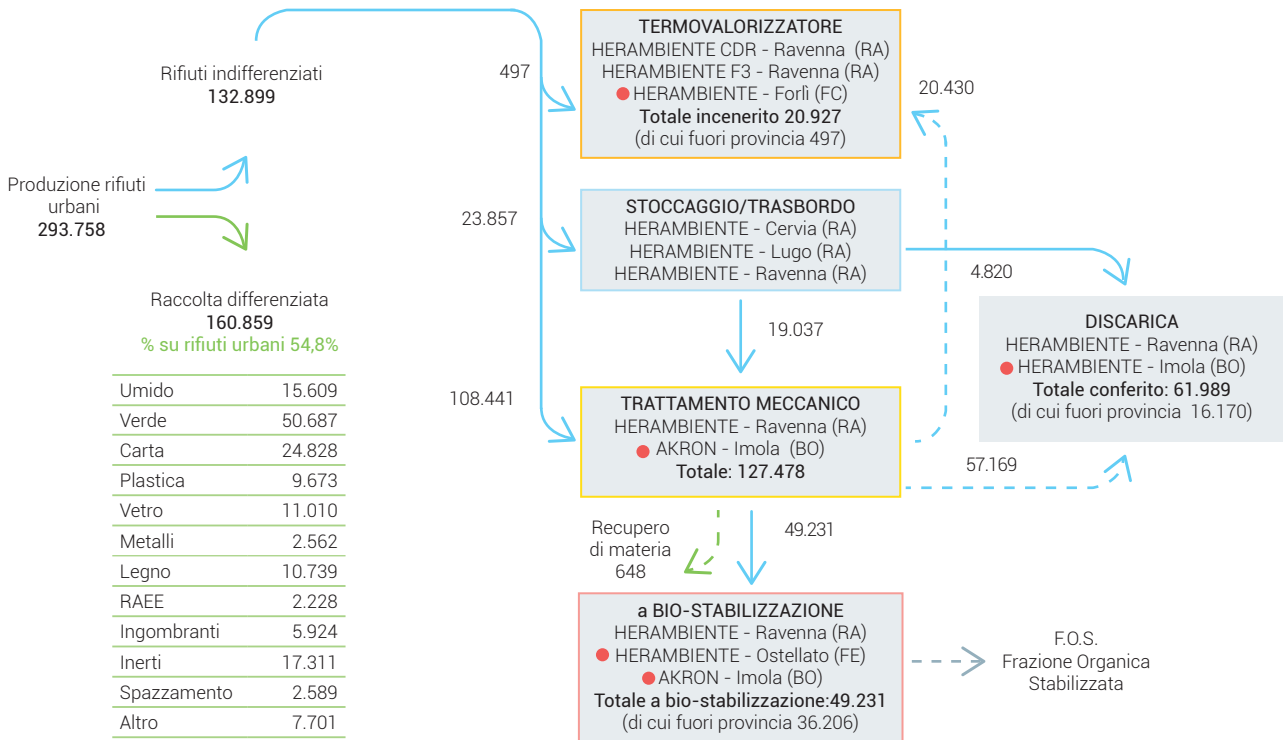 Rifiuti indifferenziati
132.899
Produzione rifiuti
urbani
293.758
Raccolta differenziata
160.859
% su rifiuti urbani 54,8%
Umido 15.609
Verde 50.687
Carta 24.828
Plastica 9.673
Vetro 11.010
Metalli 2.562
Legno 10.739
RAEE 2.228
Ingombranti 5.924
Inerti 17.311
Spazzamento 2.589
Altro 7.701
497
23.857
108.441
TERMOVALORIZZATORE
HERAMBIENTE CDR - Ravenna (RA)
HERAMBIENTE F3 - Ravenna (RA)
HERAMBIENTE - Forlì (FC)
Totale incenerito 20.927
(di cui fuori provincia 497)
20.430
STOCCAGGIO/TRASBORDO
HERAMBIENTE - Cervia (RA)
HERAMBIENTE - Lugo (RA)
HERAMBIENTE - Ravenna (RA)
4.820
19.037
DISCARICA
HERAMBIENTE - Ravenna (RA)
HERAMBIENTE - Imola (BO)
Totale conferito: 61.989
(di cui fuori provincia 16.170)
TRATTAMENTO MECCANICO
HERAMBIENTE - Ravenna (RA)
AKRON - Imola (BO)
Totale: 127.478
57.169
Recupero
di materia
648
49.231
a BIO-STABILIZZAZIONE
HERAMBIENTE - Ravenna (RA)
HERAMBIENTE - Ostellato (FE)
AKRON - Imola (BO)
Totale a bio-stabilizzazione:49.231
(di cui fuori provincia 36.206)
F.O.S.
Frazione Organica
Stabilizzata